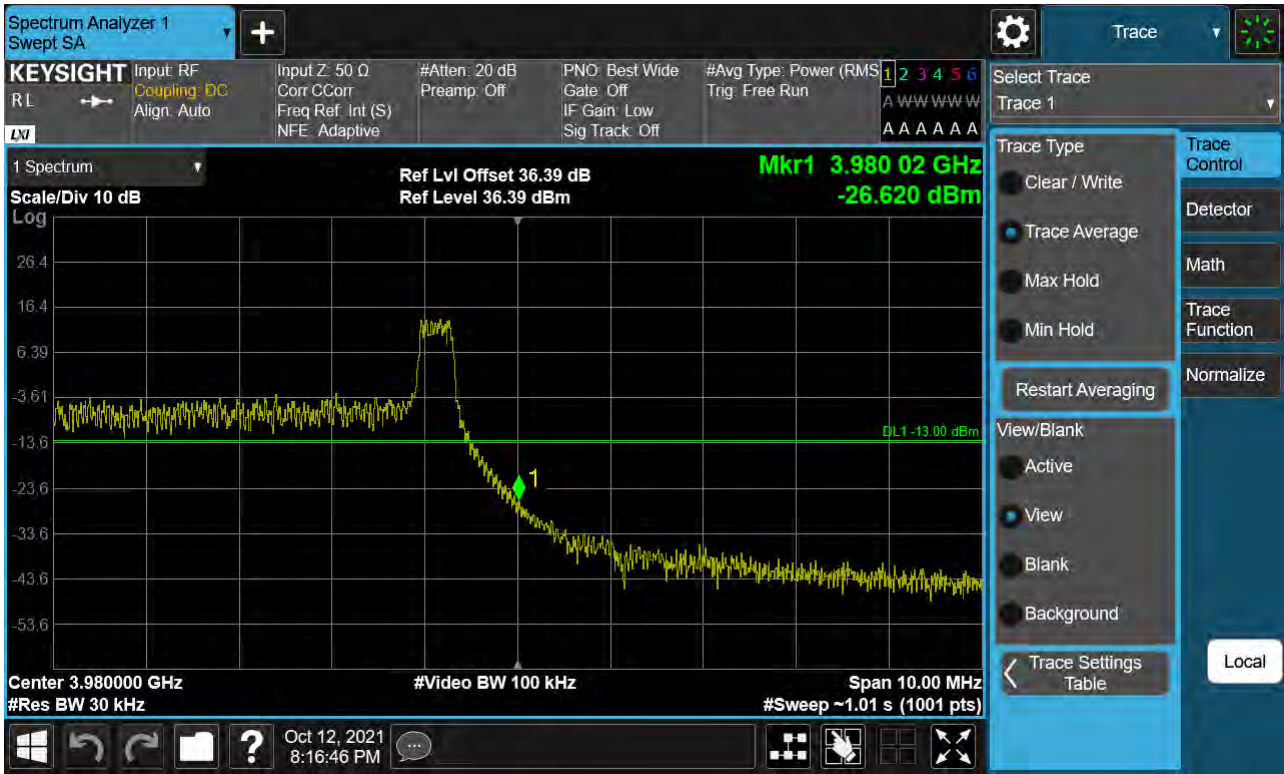 Spectrum Analyzer 1
Swept SA
+
Trace
KEYSIGHT
RL
LXI
Input: RF
Coupling: DC
Align: Auto
Input Z: 50 Ω
Corr CCorr
Freq Ref: Int (S)
NFE: Adaptive
#Atten: 20 dB
Preamp: Off
PNO: Best Wide
Gate: Off
IF Gain: Low
Sig Track: Off
#Avg Type: Power (RMS
Trig: Free Run
1 2 3 4 5 6
A W W W W W
A A A A A A
Select Trace
Trace 1
1 Spectrum
Scale/Div 10 dB
Log
Ref Lvl Offset 36.39 dB
Ref Level 36.39 dBm
Mkr1 3.980 02 GHz
-26.620 dBm
26.4
16.4
6.39
-3.61
-13.6
-23.6
-33.6
-43.6
-53.6
DL1 -13.00 dBm
1
Center 3.980000 GHz
#Res BW 30 kHz
#Video BW 100 kHz
Span 10.00 MHz
#Sweep ~1.01 s (1001 pts)
Trace Type
Clear / Write
Trace Average
Max Hold
Min Hold
Restart Averaging
View/Blank
Active
View
Blank
Background
Trace Settings
Table
Trace
Control
Detector
Math
Trace
Function
Normalize
Local
?
Oct 12, 2021
8:16:46 PM